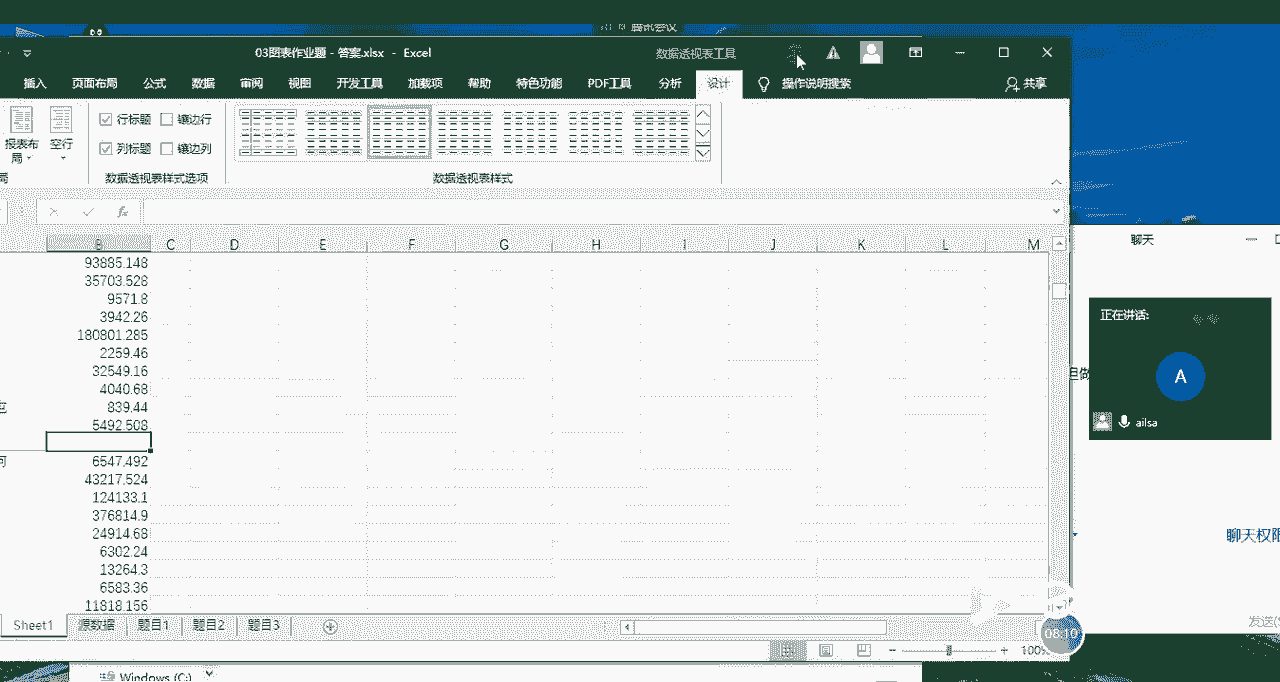 腾讯会议
03图表作业题 - 答案.xlsx - Excel
数据透视表工具
插入 页面布局 公式 数据 审阅 视图 开发工具 加载项 帮助 特色功能 PDF工具 分析 设计 操作说明搜索 共享
报表布局 空行
行标题 镶边行
列标题 镶边列
数据透视表样式选项
数据透视表样式
fx
B C D E F G H I J K L M
93885.148
35703.528
9571.8
3942.26
180801.285
2259.46
32549.16
4040.68
839.44
5492.508
6547.492
43217.524
124133.1
376814.9
24914.68
6302.24
13264.3
6583.36
11818.156
Sheet1 源数据 题目1 题目2 题目3
100%
08:10
Windows (C:)
聊天
正在讲话:
A
ailsa
但做
聊天权限
发送(S